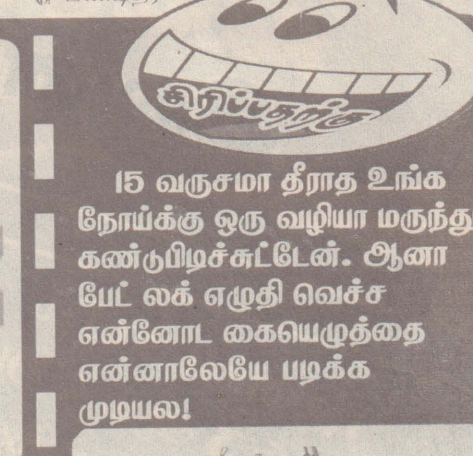 சிரிப்பதற்கு
15 வருசமா தீராத உங்க
நோய்க்கு ஒரு வழியா மருந்து
கண்டுபிடிச்சுட்டேன். ஆனா
பேட் லக் எழுதி வெச்ச
என்னோட கையெழுத்தை
என்னாலேயே படிக்க
முடியல!